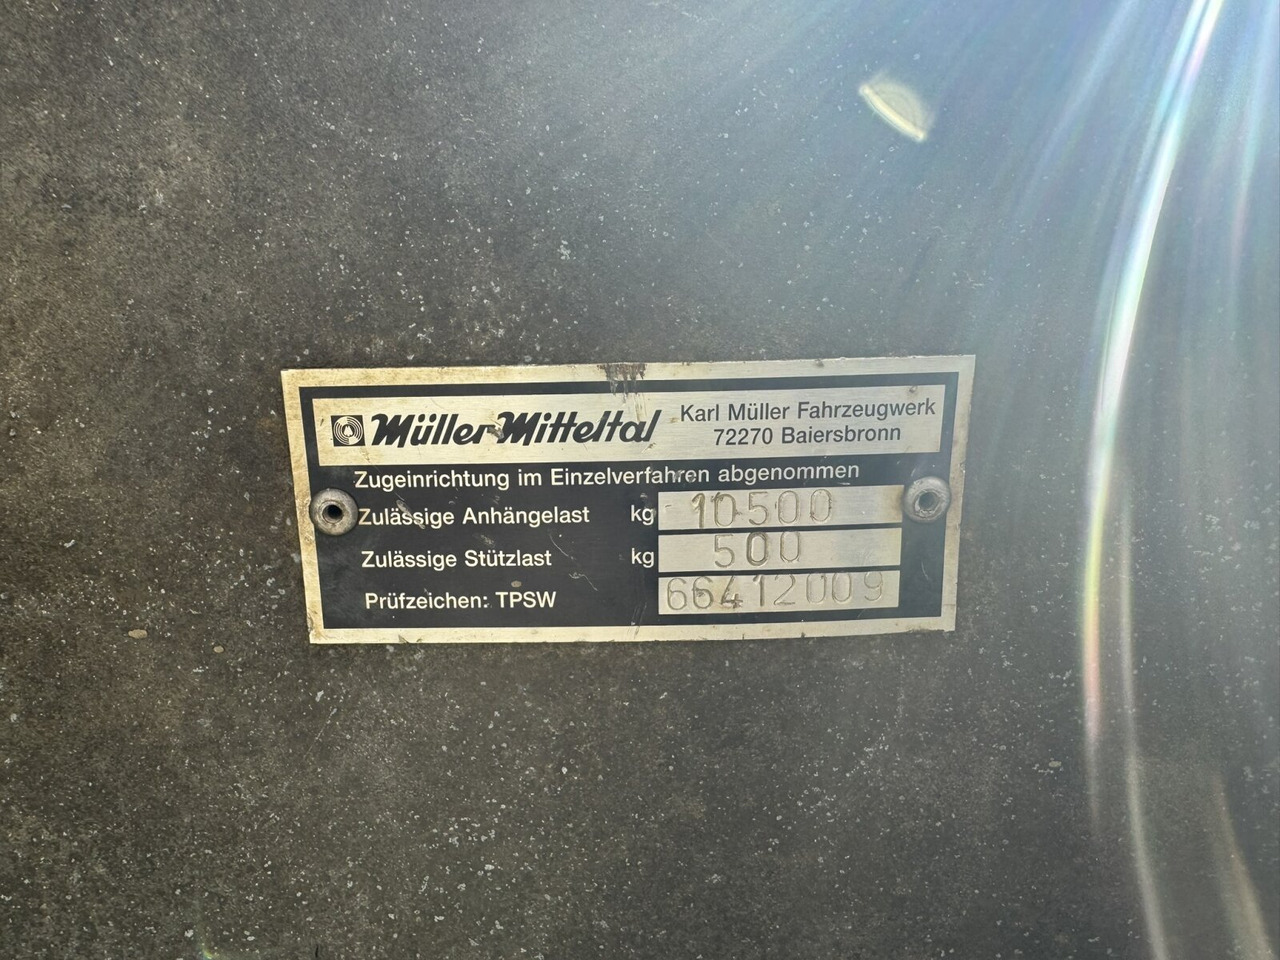 Müller Mitteltal
Karl Müller Fahrzeugwerk
72270 Baiersbronn
Zugeinrichtung im Einzelverfahren abgenommen
Zulässige Anhängelast kg 10500
Zulässige Stützlast kg 500
Prüfzeichen: TPSW 66412009